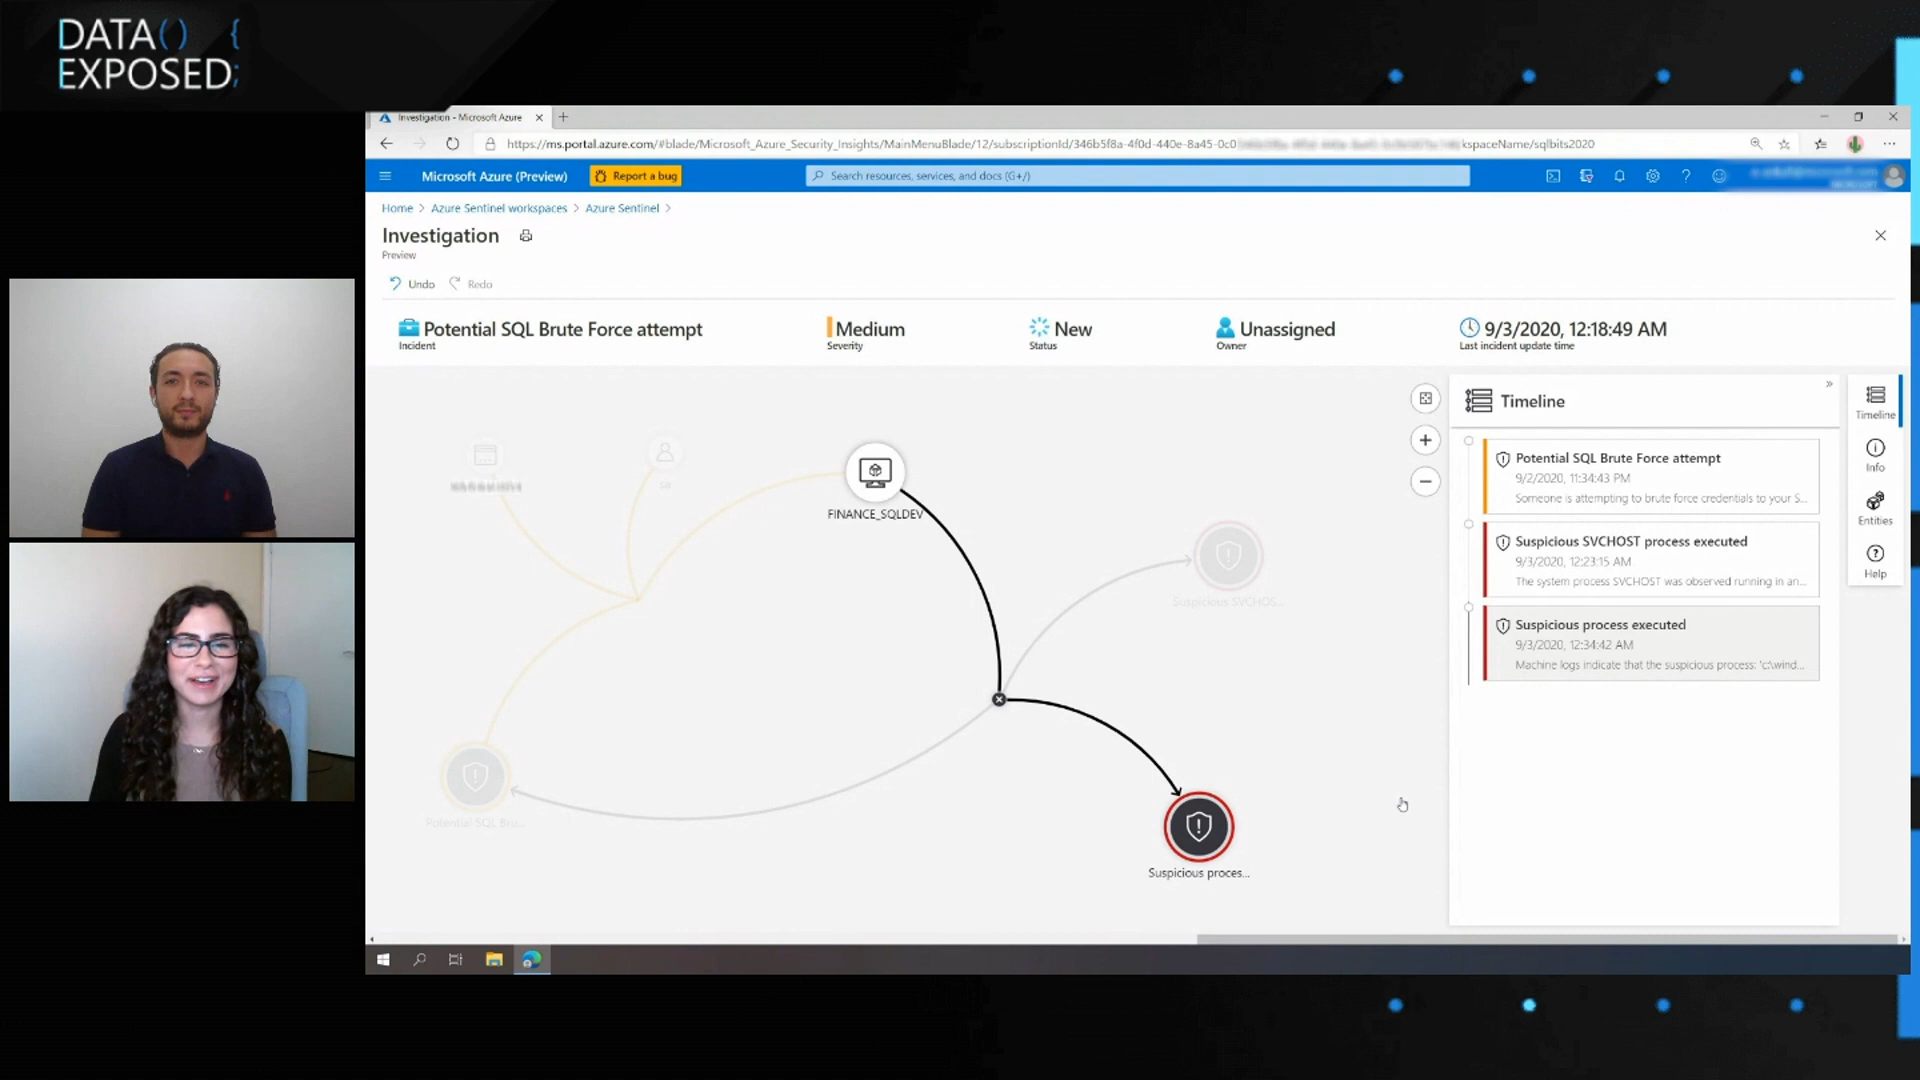 DATA() {
EXPOSED;
Investigation - Microsoft Azure
https://ms.portal.azure.com/#blade/Microsoft_Azure_Security_Insights/MainMenuBlade/12/subscriptionId/346b5f8a-4f0d-440e-8a45-0c0
kspaceName/sqlbits2020
Microsoft Azure (Preview)
Report a bug
Search resources, services, and docs (G+/)
Home > Azure Sentinel workspaces > Azure Sentinel >
Investigation
Preview
Undo
Redo
Potential SQL Brute Force attempt
Incident
Medium
Severity
New
Status
Unassigned
Owner
9/3/2020, 12:18:49 AM
Last incident update time
FINANCE_SQLDEV
Suspicious SVCHOS...
Potential SQL Bru...
Suspicious proces...
Timeline
Potential SQL Brute Force attempt
9/2/2020, 11:34:43 PM
Someone is attempting to brute force credentials to your S...
Suspicious SVCHOST process executed
9/3/2020, 12:23:15 AM
The system process SVCHOST was observed running in an...
Suspicious process executed
9/3/2020, 12:34:42 AM
Machine logs indicate that the suspicious process: 'c:\wind...
Timeline
Info
Entities
Help